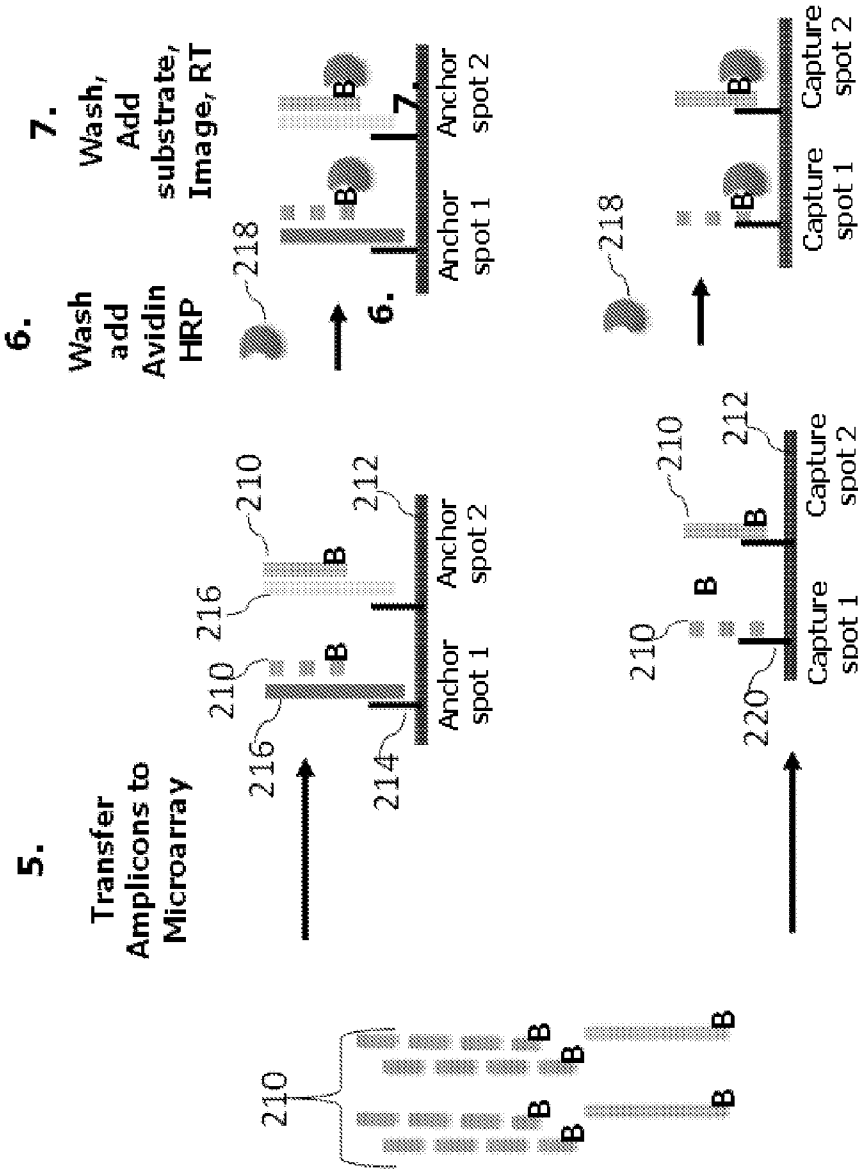 5.
Transfer
Amplicons to
Microarray
6.
Wash
add
Avidin
HRP
7.
Wash,
Add
substrate,
Image, RT
210
B
B
B
B
B
B
216
210
216
210
B
B
214
212
Anchor
spot 1
Anchor
spot 2
218
6.
B
B
7.
Anchor
spot 1
Anchor
spot 2
210
B
210
B
220
212
Capture
spot 1
Capture
spot 2
218
B
B
Capture
spot 1
Capture
spot 2